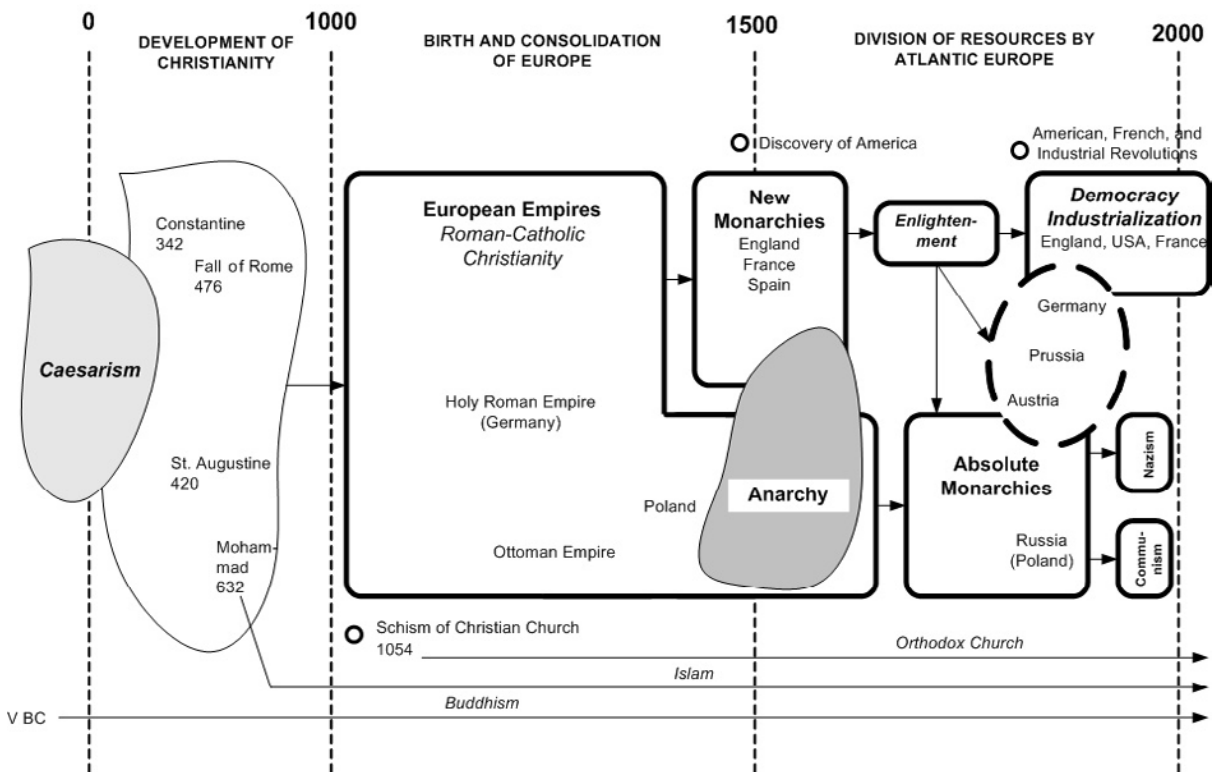 0
1000
1500
2000
DEVELOPMENT OF
CHRISTIANITY
BIRTH AND CONSOLIDATION
OF EUROPE
DIVISION OF RESOURCES BY
ATLANTIC EUROPE
Discovery of America
American, French, and
Industrial Revolutions
Constantine
342
Fall of Rome
476
Caesarism
St. Augustine
420
Moham-
mad
632
European Empires
Roman-Catholic
Christianity
Holy Roman Empire
(Germany)
Poland
Ottoman Empire
New
Monarchies
England
France
Spain
Anarchy
Enlighten-
ment
Democracy
Industrialization
England, USA, France
Germany
Prussia
Austria
Absolute
Monarchies
Russia
(Poland)
Nazism
Commu-
nism
Schism of Christian Church
1054
Orthodox Church
Islam
Buddhism
V BC